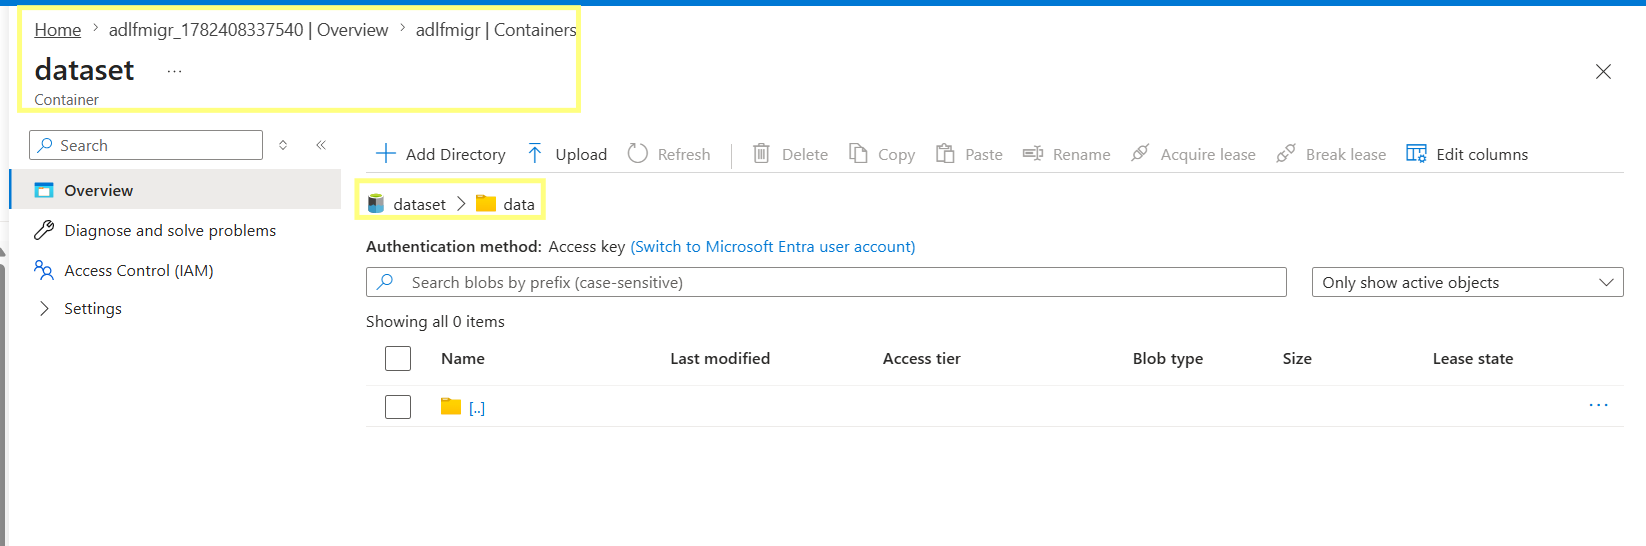 Home > adlfmigr_1782408337540 | Overview > adlfmigr | Containers
dataset ...
Container
Search
Overview
Diagnose and solve problems
Access Control (IAM)
Settings
Add Directory Upload Refresh Delete Copy Paste Rename Acquire lease Break lease Edit columns
dataset > data
Authentication method: Access key (Switch to Microsoft Entra user account)
Search blobs by prefix (case-sensitive) Only show active objects
Showing all 0 items
Name Last modified Access tier Blob type Size Lease state
[..] ...